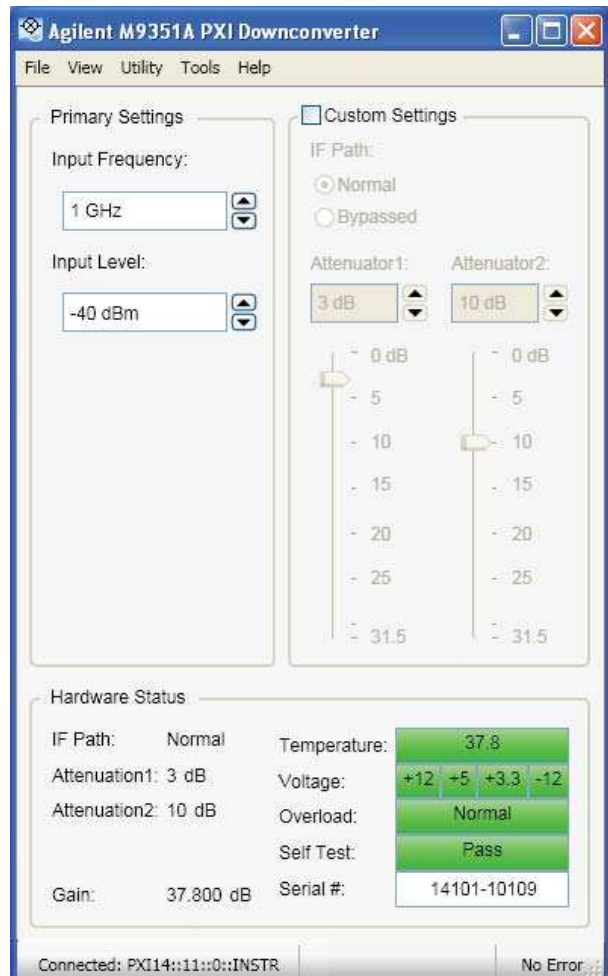 Agilent M9351A PXI Downconverter
File View Utility Tools Help
Primary Settings
Input Frequency:
1 GHz
Input Level:
-40 dBm
Custom Settings
IF Path:
Normal
Bypassed
Attenuator1: Attenuator2:
3 dB 10 dB
0 dB 0 dB
5 5
10 10
15 15
20 20
25 25
31.5 31.5
Hardware Status
IF Path: Normal
Attenuation1: 3 dB
Attenuation2: 10 dB
Gain: 37.800 dB
Temperature: 37.8
Voltage: +12 +5 +3.3 -12
Overload: Normal
Self Test: Pass
Serial #: 14101-10109
Connected: PXI14::11::0::INSTR No Error